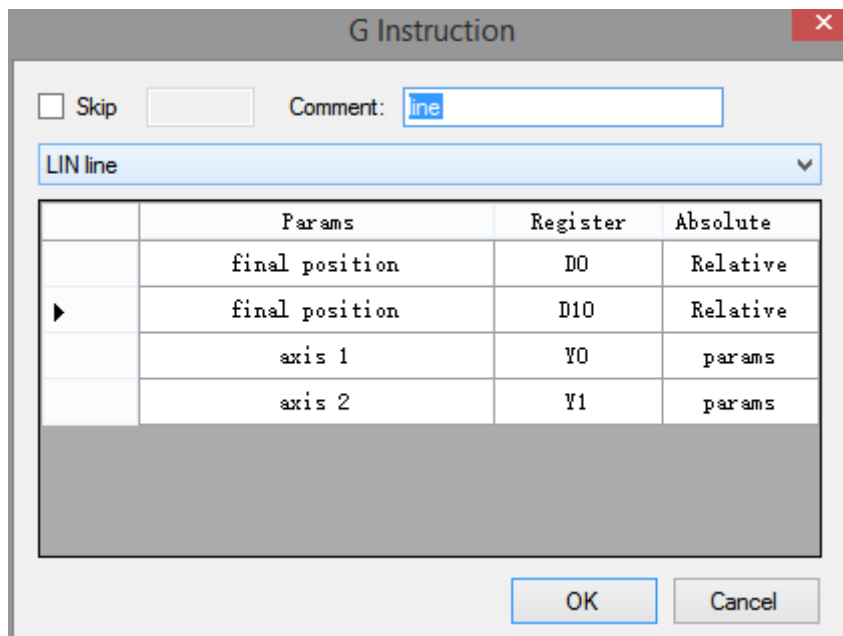 G Instruction
Skip Comment: line
LIN line
Params Register Absolute
final position D0 Relative
final position D10 Relative
axis 1 Y0 params
axis 2 Y1 params
OK Cancel